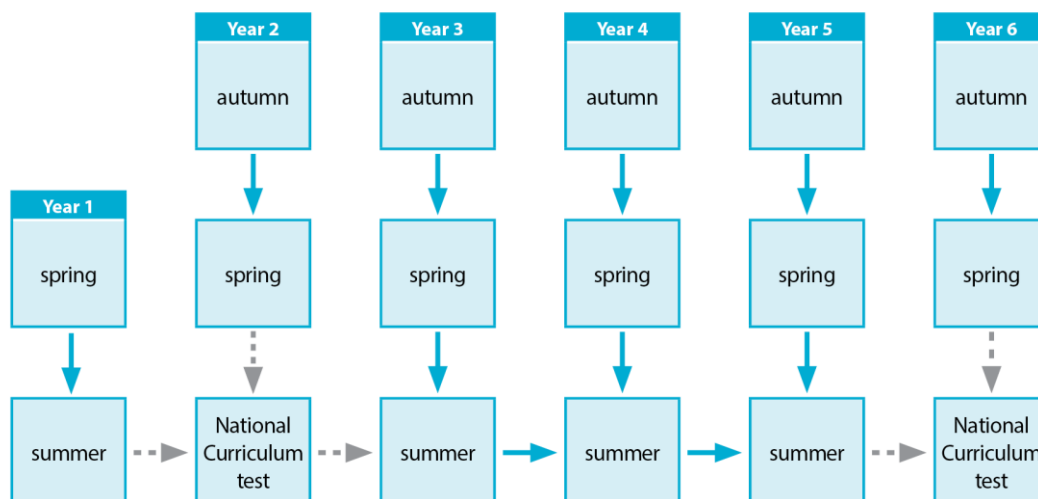 Year 2
Year 3
Year 4
Year 5
Year 6
autumn
autumn
autumn
autumn
autumn
Year 1
spring
spring
spring
spring
spring
spring
summer
National
Curriculum
test
summer
summer
summer
National
Curriculum
test